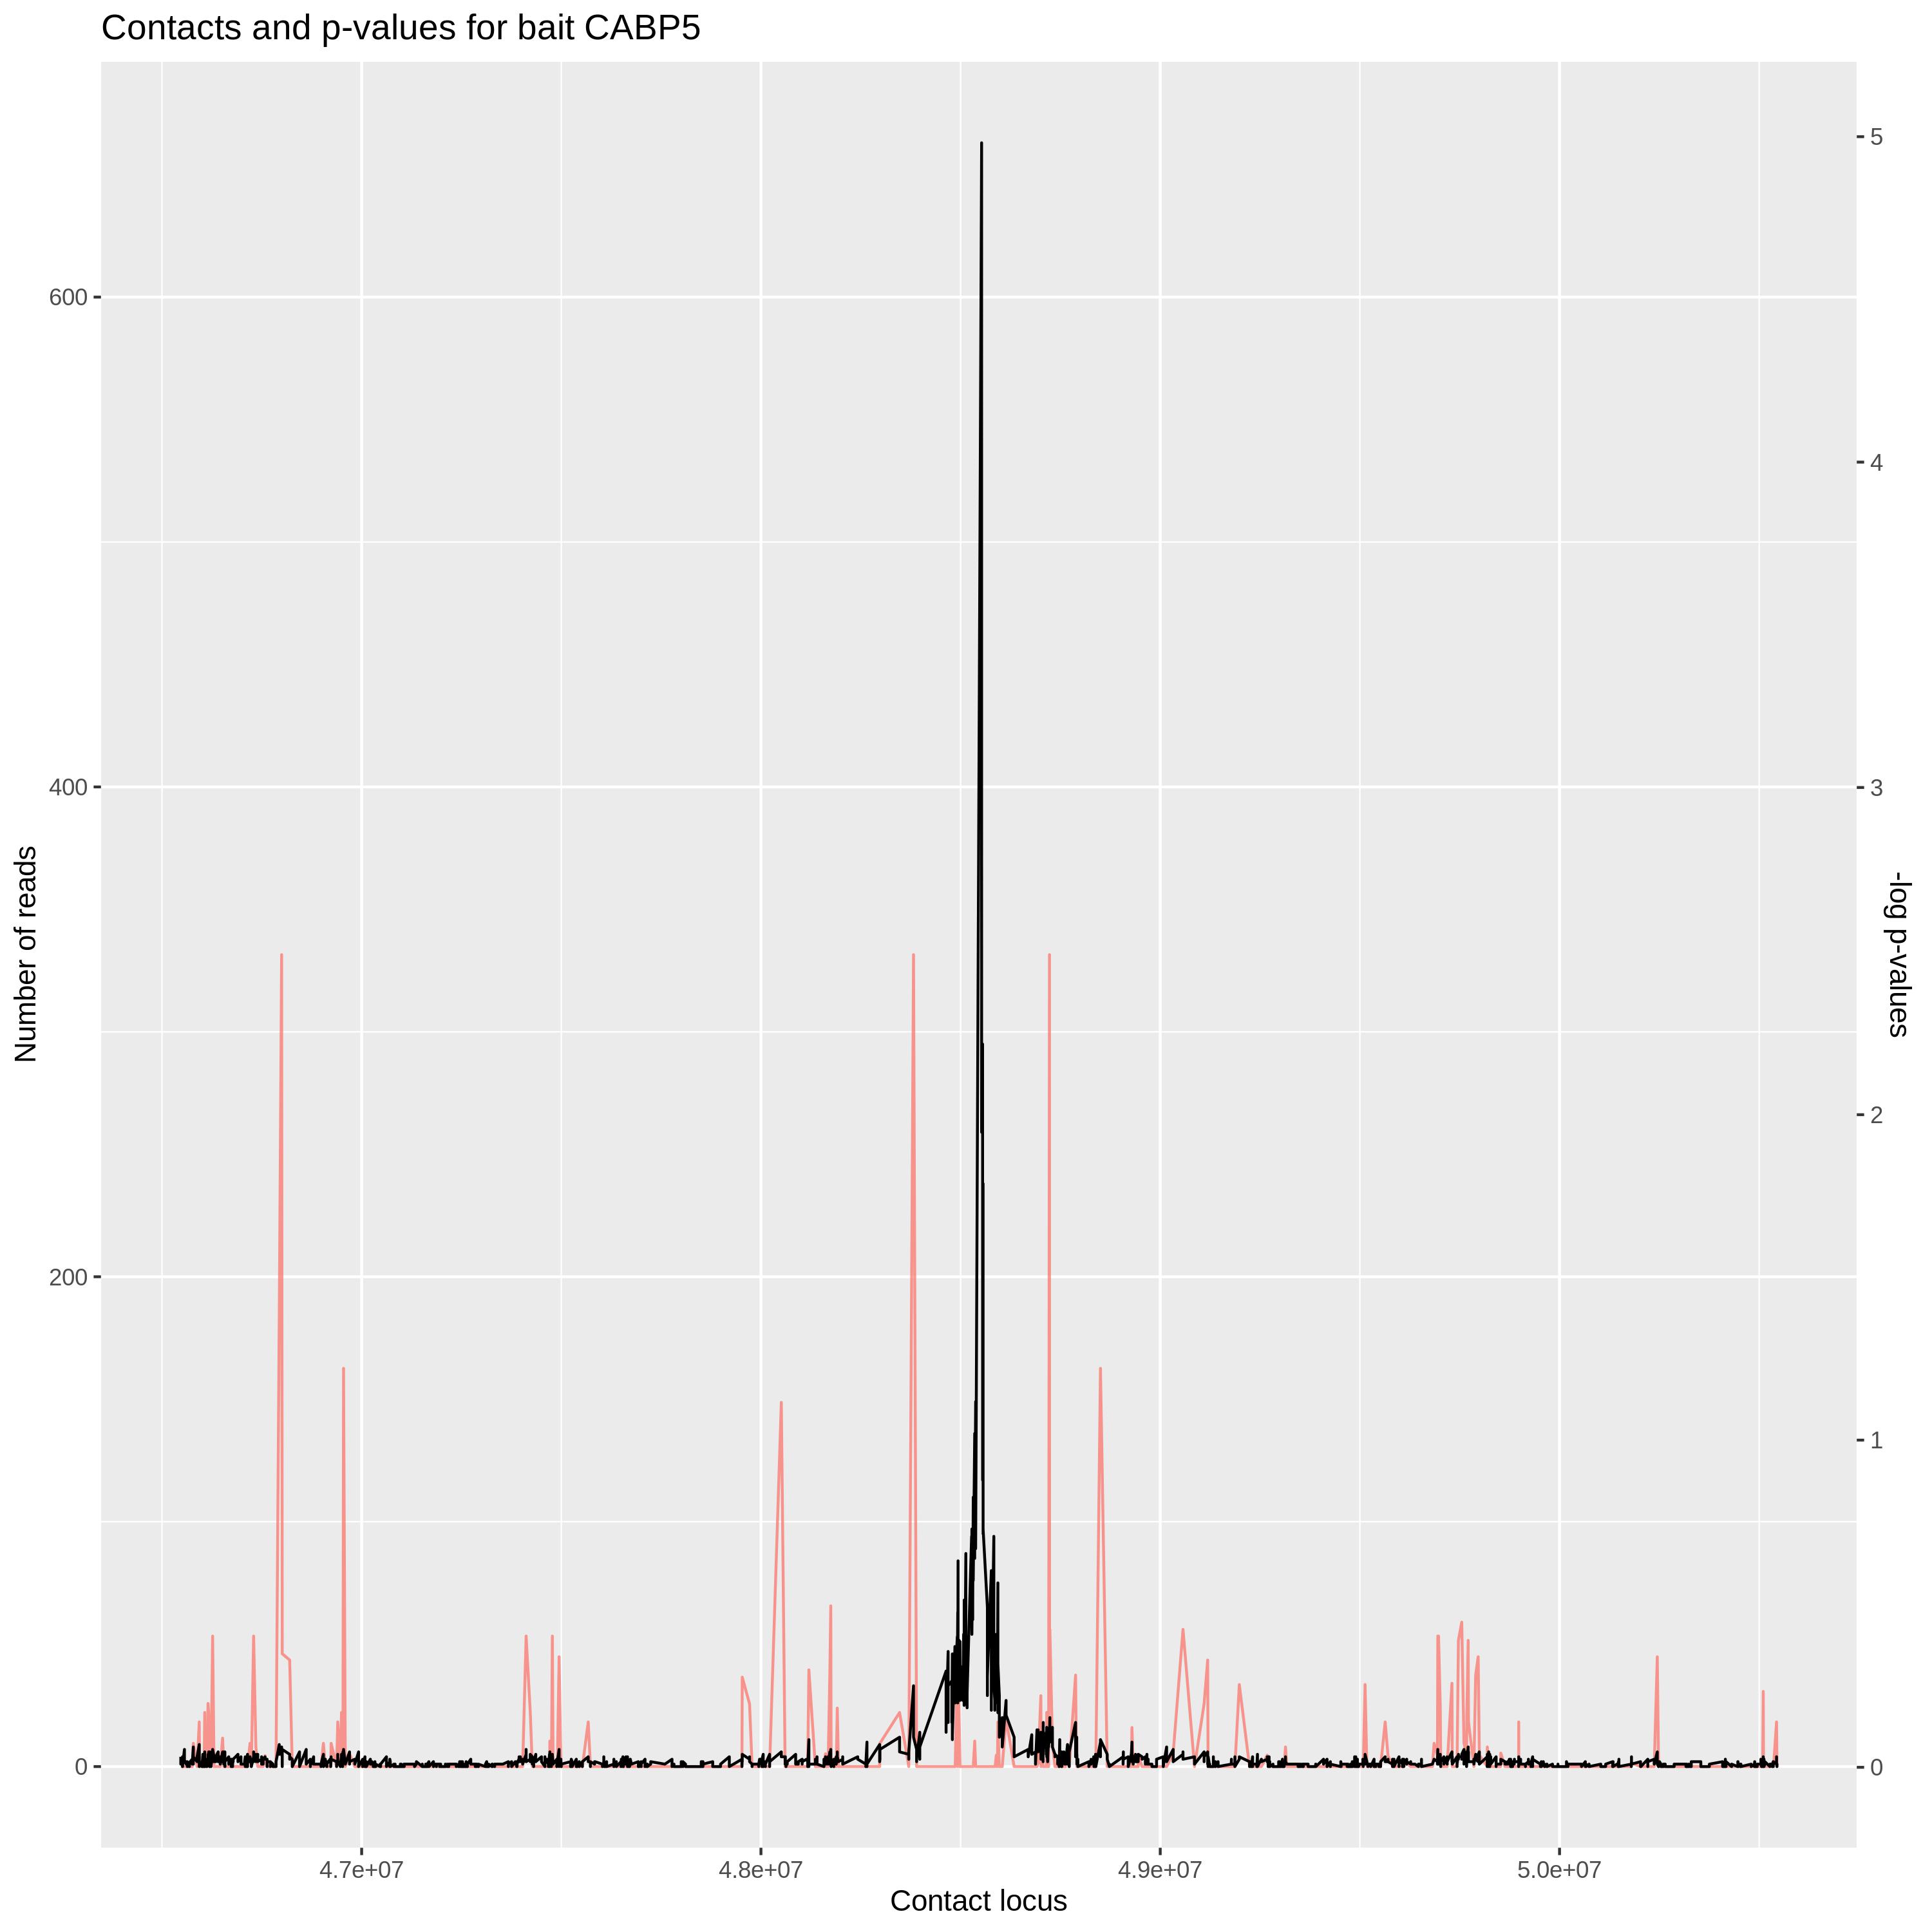 Contacts and p-values for bait CABP5
Number of reads
600
400
200
0
5
4
3
2
1
0
-log p-values
4.7e+07
4.8e+07
4.9e+07
5.0e+07
Contact locus